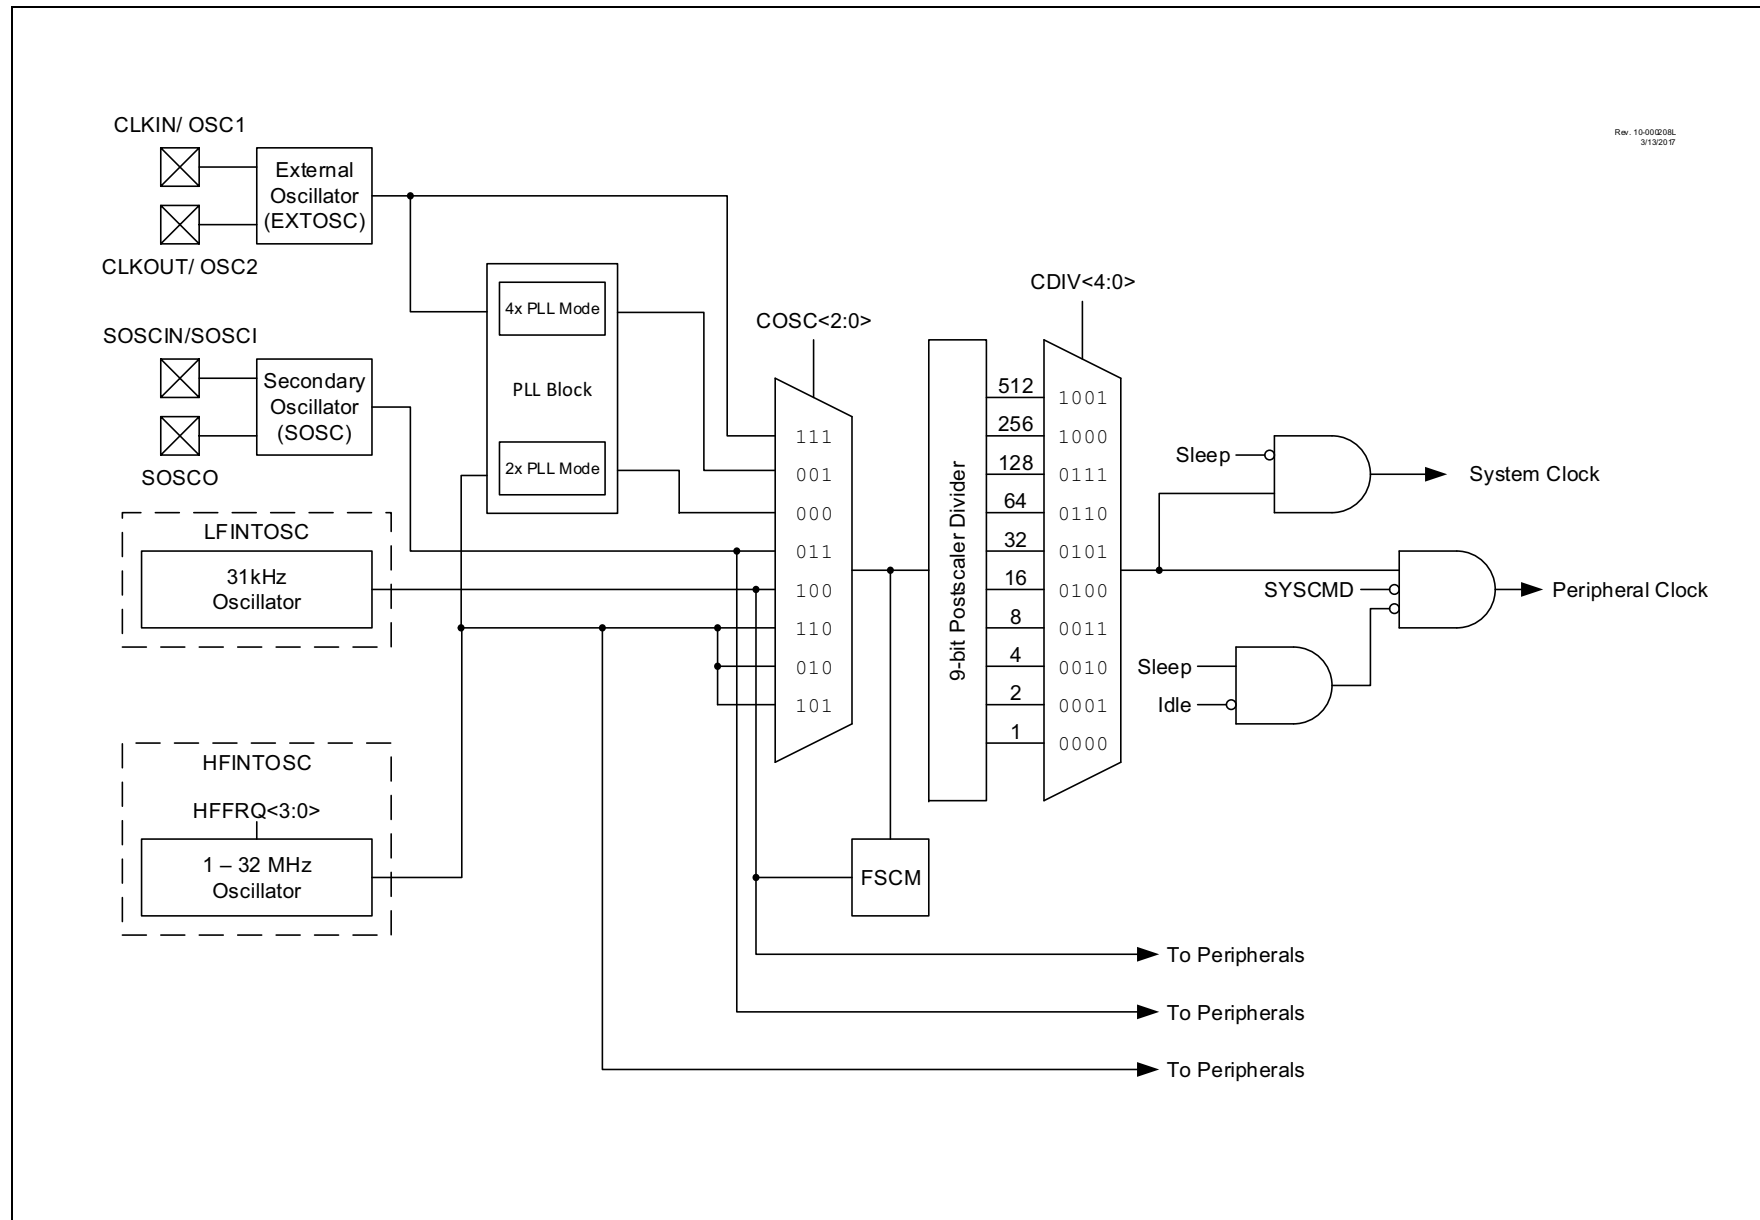 Rev. 10-000208L
3/13/2017
CLKIN/ OSC1
External
Oscillator
(EXTOSC)
CLKOUT/ OSC2
SOSCIN/SOSCI
Secondary
Oscillator
(SOSC)
SOSCO
LFINTOSC
31kHz
Oscillator
HFINTOSC
HFFRQ<3:0>
1 – 32 MHz
Oscillator
4x PLL Mode
PLL Block
2x PLL Mode
COSC<2:0>
111
001
000
011
100
110
010
101
FSCM
9-bit Postscaler Divider
512
256
128
64
32
16
8
4
2
1
CDIV<4:0>
1001
1000
0111
0110
0101
0100
0011
0010
0001
0000
Sleep
System Clock
SYSCMD
Peripheral Clock
Sleep
Idle
To Peripherals
To Peripherals
To Peripherals